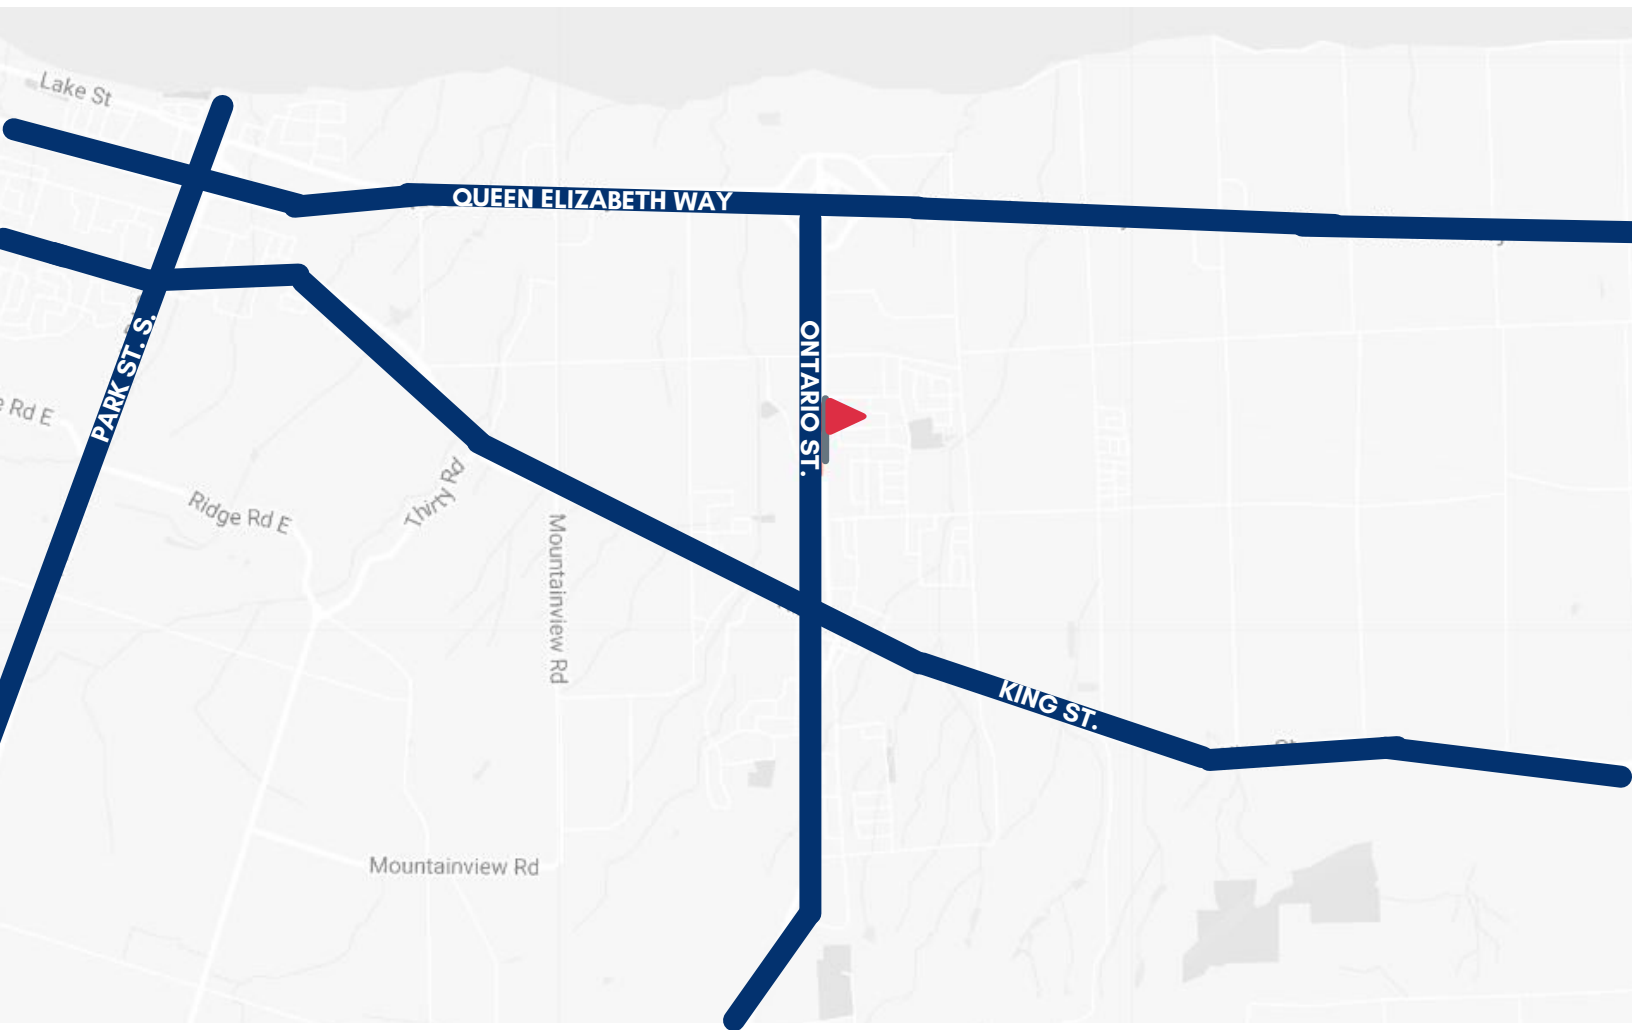 Lake St
QUEEN ELIZABETH WAY
PARK ST. S.
ONTARIO ST.
Rd E
Ridge Rd E
Thirty Rd
Mountainview Rd
KING ST.
Mountainview Rd